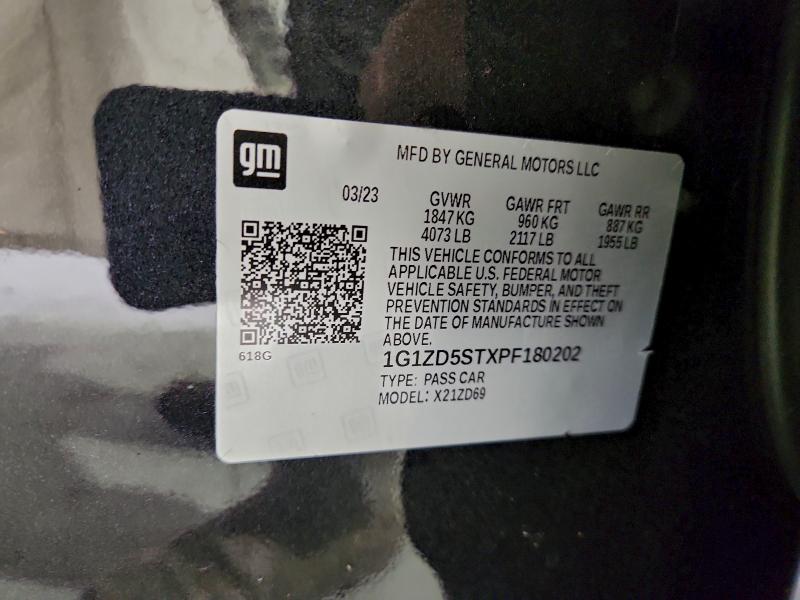 gm
MFD BY GENERAL MOTORS LLC
03/23 GVWR GAWR FRT GAWR RR
1847 KG 960 KG 887 KG
4073 LB 2117 LB 1955 LB
THIS VEHICLE CONFORMS TO ALL
APPLICABLE U.S. FEDERAL MOTOR
VEHICLE SAFETY, BUMPER, AND THEFT
PREVENTION STANDARDS IN EFFECT ON
THE DATE OF MANUFACTURE SHOWN
ABOVE.
618G
1G1ZD5STXPF180202
TYPE: PASS CAR
MODEL: X21ZD69